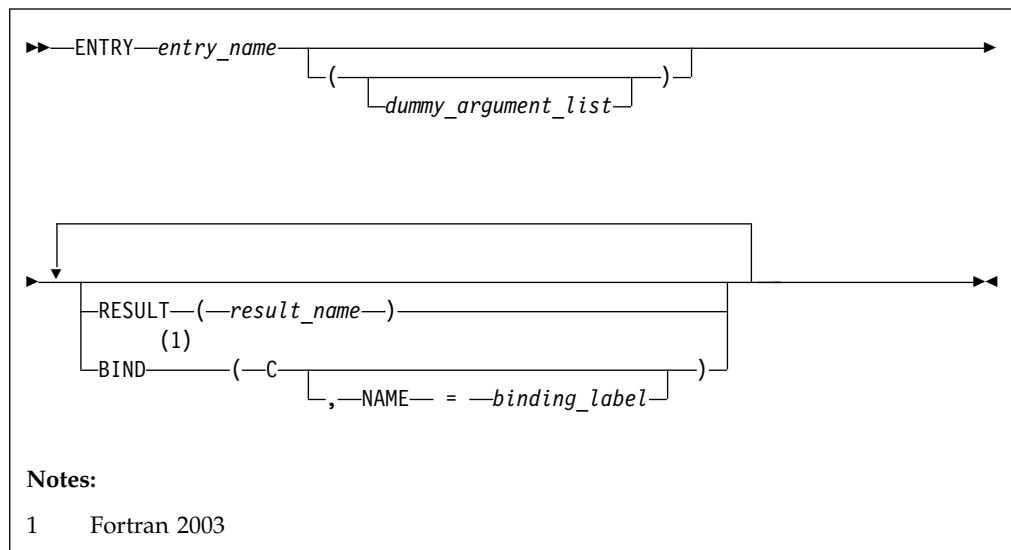 ENTRY entry_name
( )
dummy_argument_list
RESULT ( result_name )
(1)
BIND ( C )
, NAME = binding_label
Notes:
1 Fortran 2003